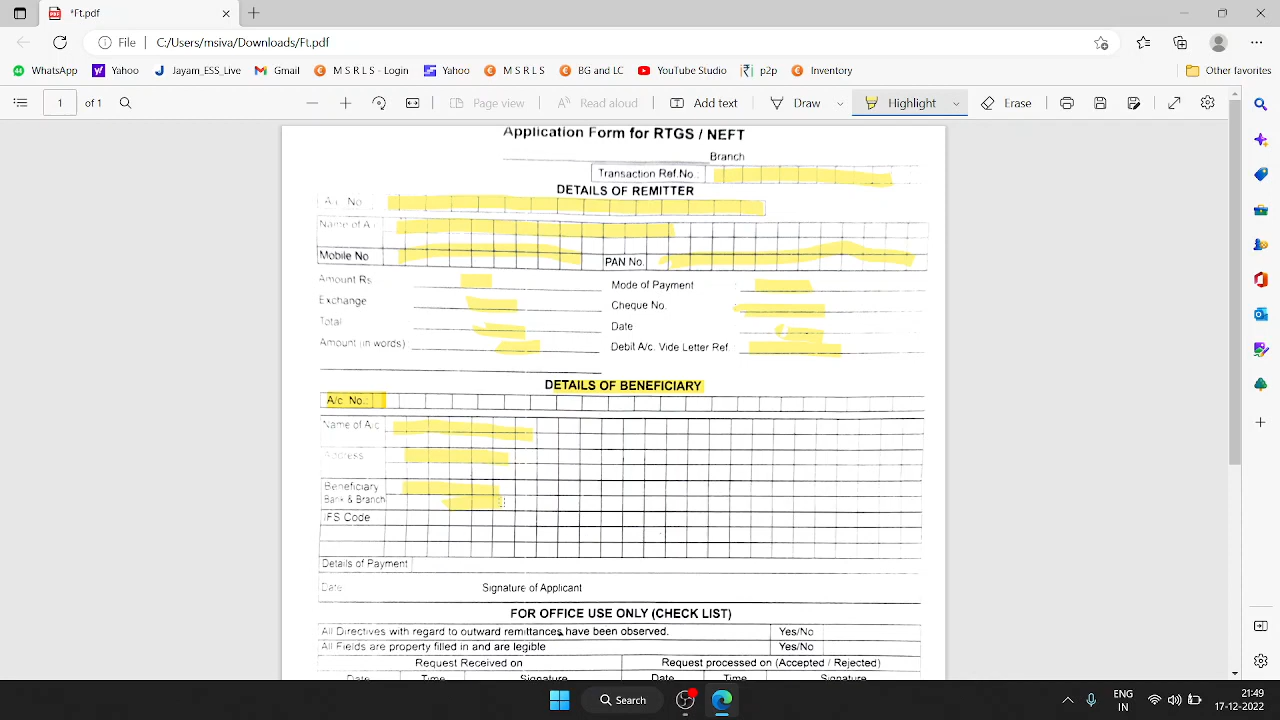 *Ft.pdf
File C:/Users/msiva/Downloads/Ft.pdf
44 WhatsApp Yahoo Jayam_ESS_Live Gmail M S R L S - Login Yahoo M S R L S BG and LC YouTube Studio p2p Inventory Other favorites
1 of 1 Page view Read aloud Add text Draw Highlight Erase
Application Form for RTGS / NEFT
Branch
Transaction Ref.No.:
DETAILS OF REMITTER
A/c No.
Name of A/
Mobile No PAN No.
Amount Rs. Mode of Payment
Exchange Cheque No.
Total Date
Amount (in words) Debit A/c. Vide Letter Ref.
DETAILS OF BENEFICIARY
A/c. No.:
Name of A/c
Address
Beneficiary
Bank & Branch
IFS Code
Details of Payment
Date Signature of Applicant
FOR OFFICE USE ONLY (CHECK LIST)
All Directives with regard to outward remittances have been observed. Yes/No
All Fields are property filled in and are legible Yes/No
Request Received on Request processed on (Accepted / Rejected)
Date Time Signature Date Time Signature
Search
ENG
IN
21:49
17-12-2022